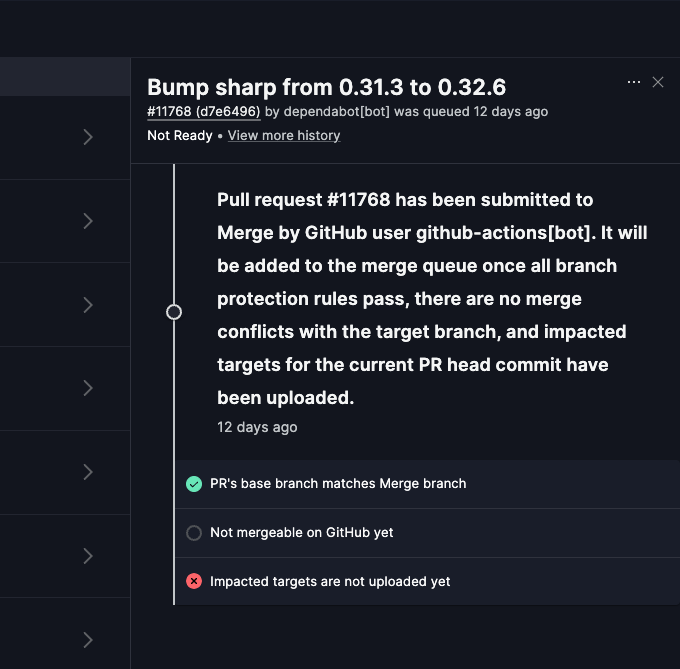 Bump sharp from 0.31.3 to 0.32.6
#11768 (d7e6496) by dependabot[bot] was queued 12 days ago
Not Ready • View more history
Pull request #11768 has been submitted to
Merge by GitHub user github-actions[bot]. It will
be added to the merge queue once all branch
protection rules pass, there are no merge
conflicts with the target branch, and impacted
targets for the current PR head commit have
been uploaded.
12 days ago
PR's base branch matches Merge branch
Not mergeable on GitHub yet
Impacted targets are not uploaded yet